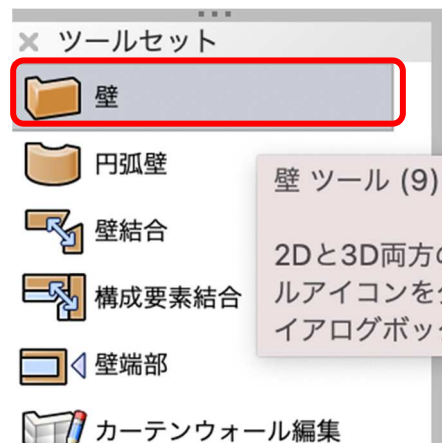 ツールセット
壁
円弧壁
壁 ツール (9)
壁結合
2Dと3D両方の
構成要素結合
ルアイコンを
イアログボッ
壁端部
カーテンウォール編集